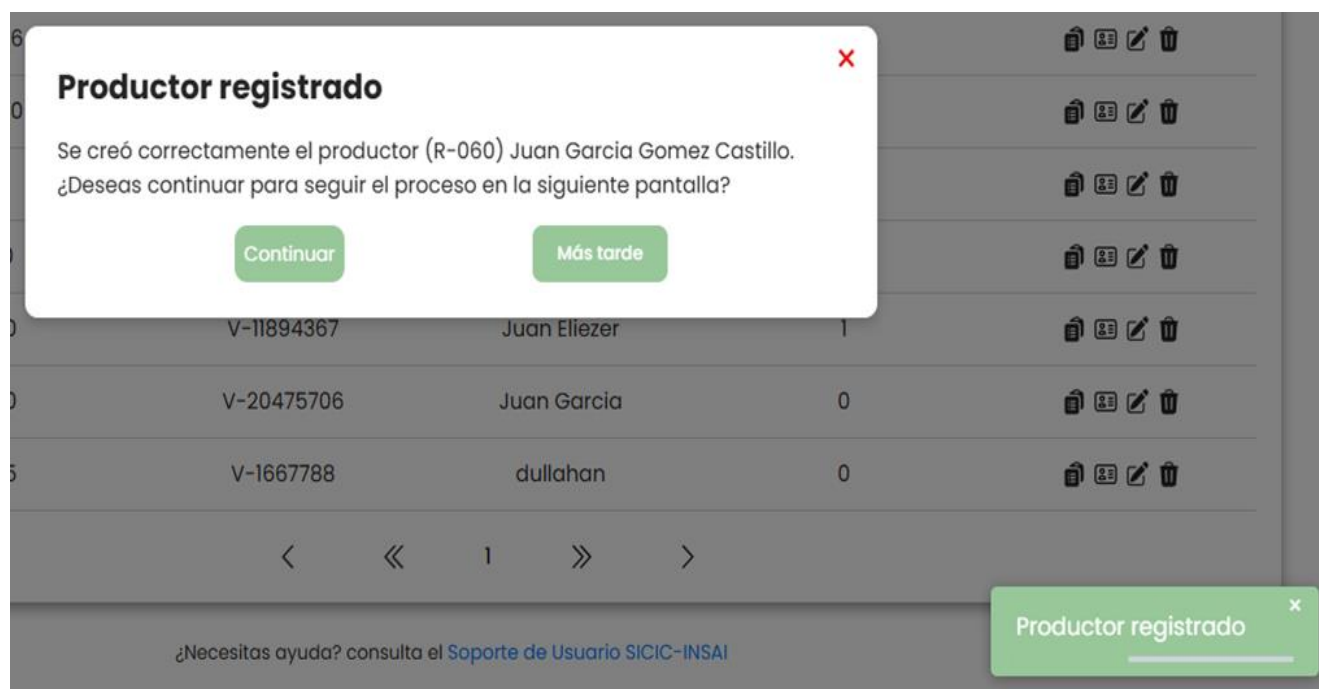 6
Productor registrado
0
Se creó correctamente el productor (R-060) Juan Garcia Gomez Castillo.
¿Deseas continuar para seguir el proceso en la siguiente pantalla?
Continuar Más tarde
V-11894367 Juan Eliezer 1
V-20475706 Juan Garcia 0
V-1667788 dullahan 0
1
Productor registrado
¿Necesitas ayuda? consulta el Soporte de Usuario SICIC-INSAI